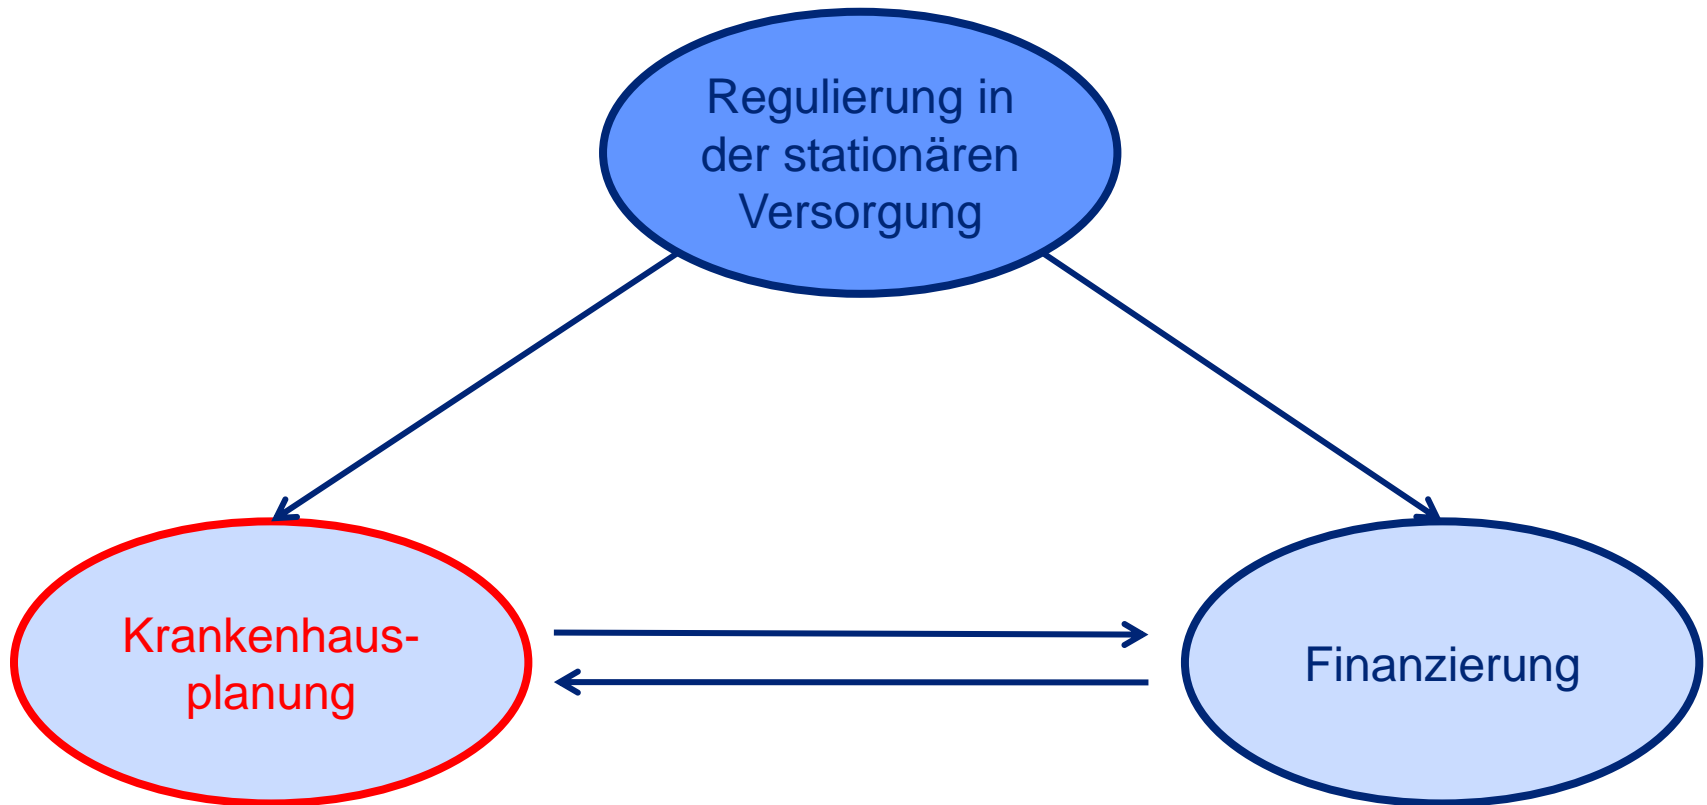 Regulierung in
der stationären
Versorgung
Krankenhaus-
planung
Finanzierung